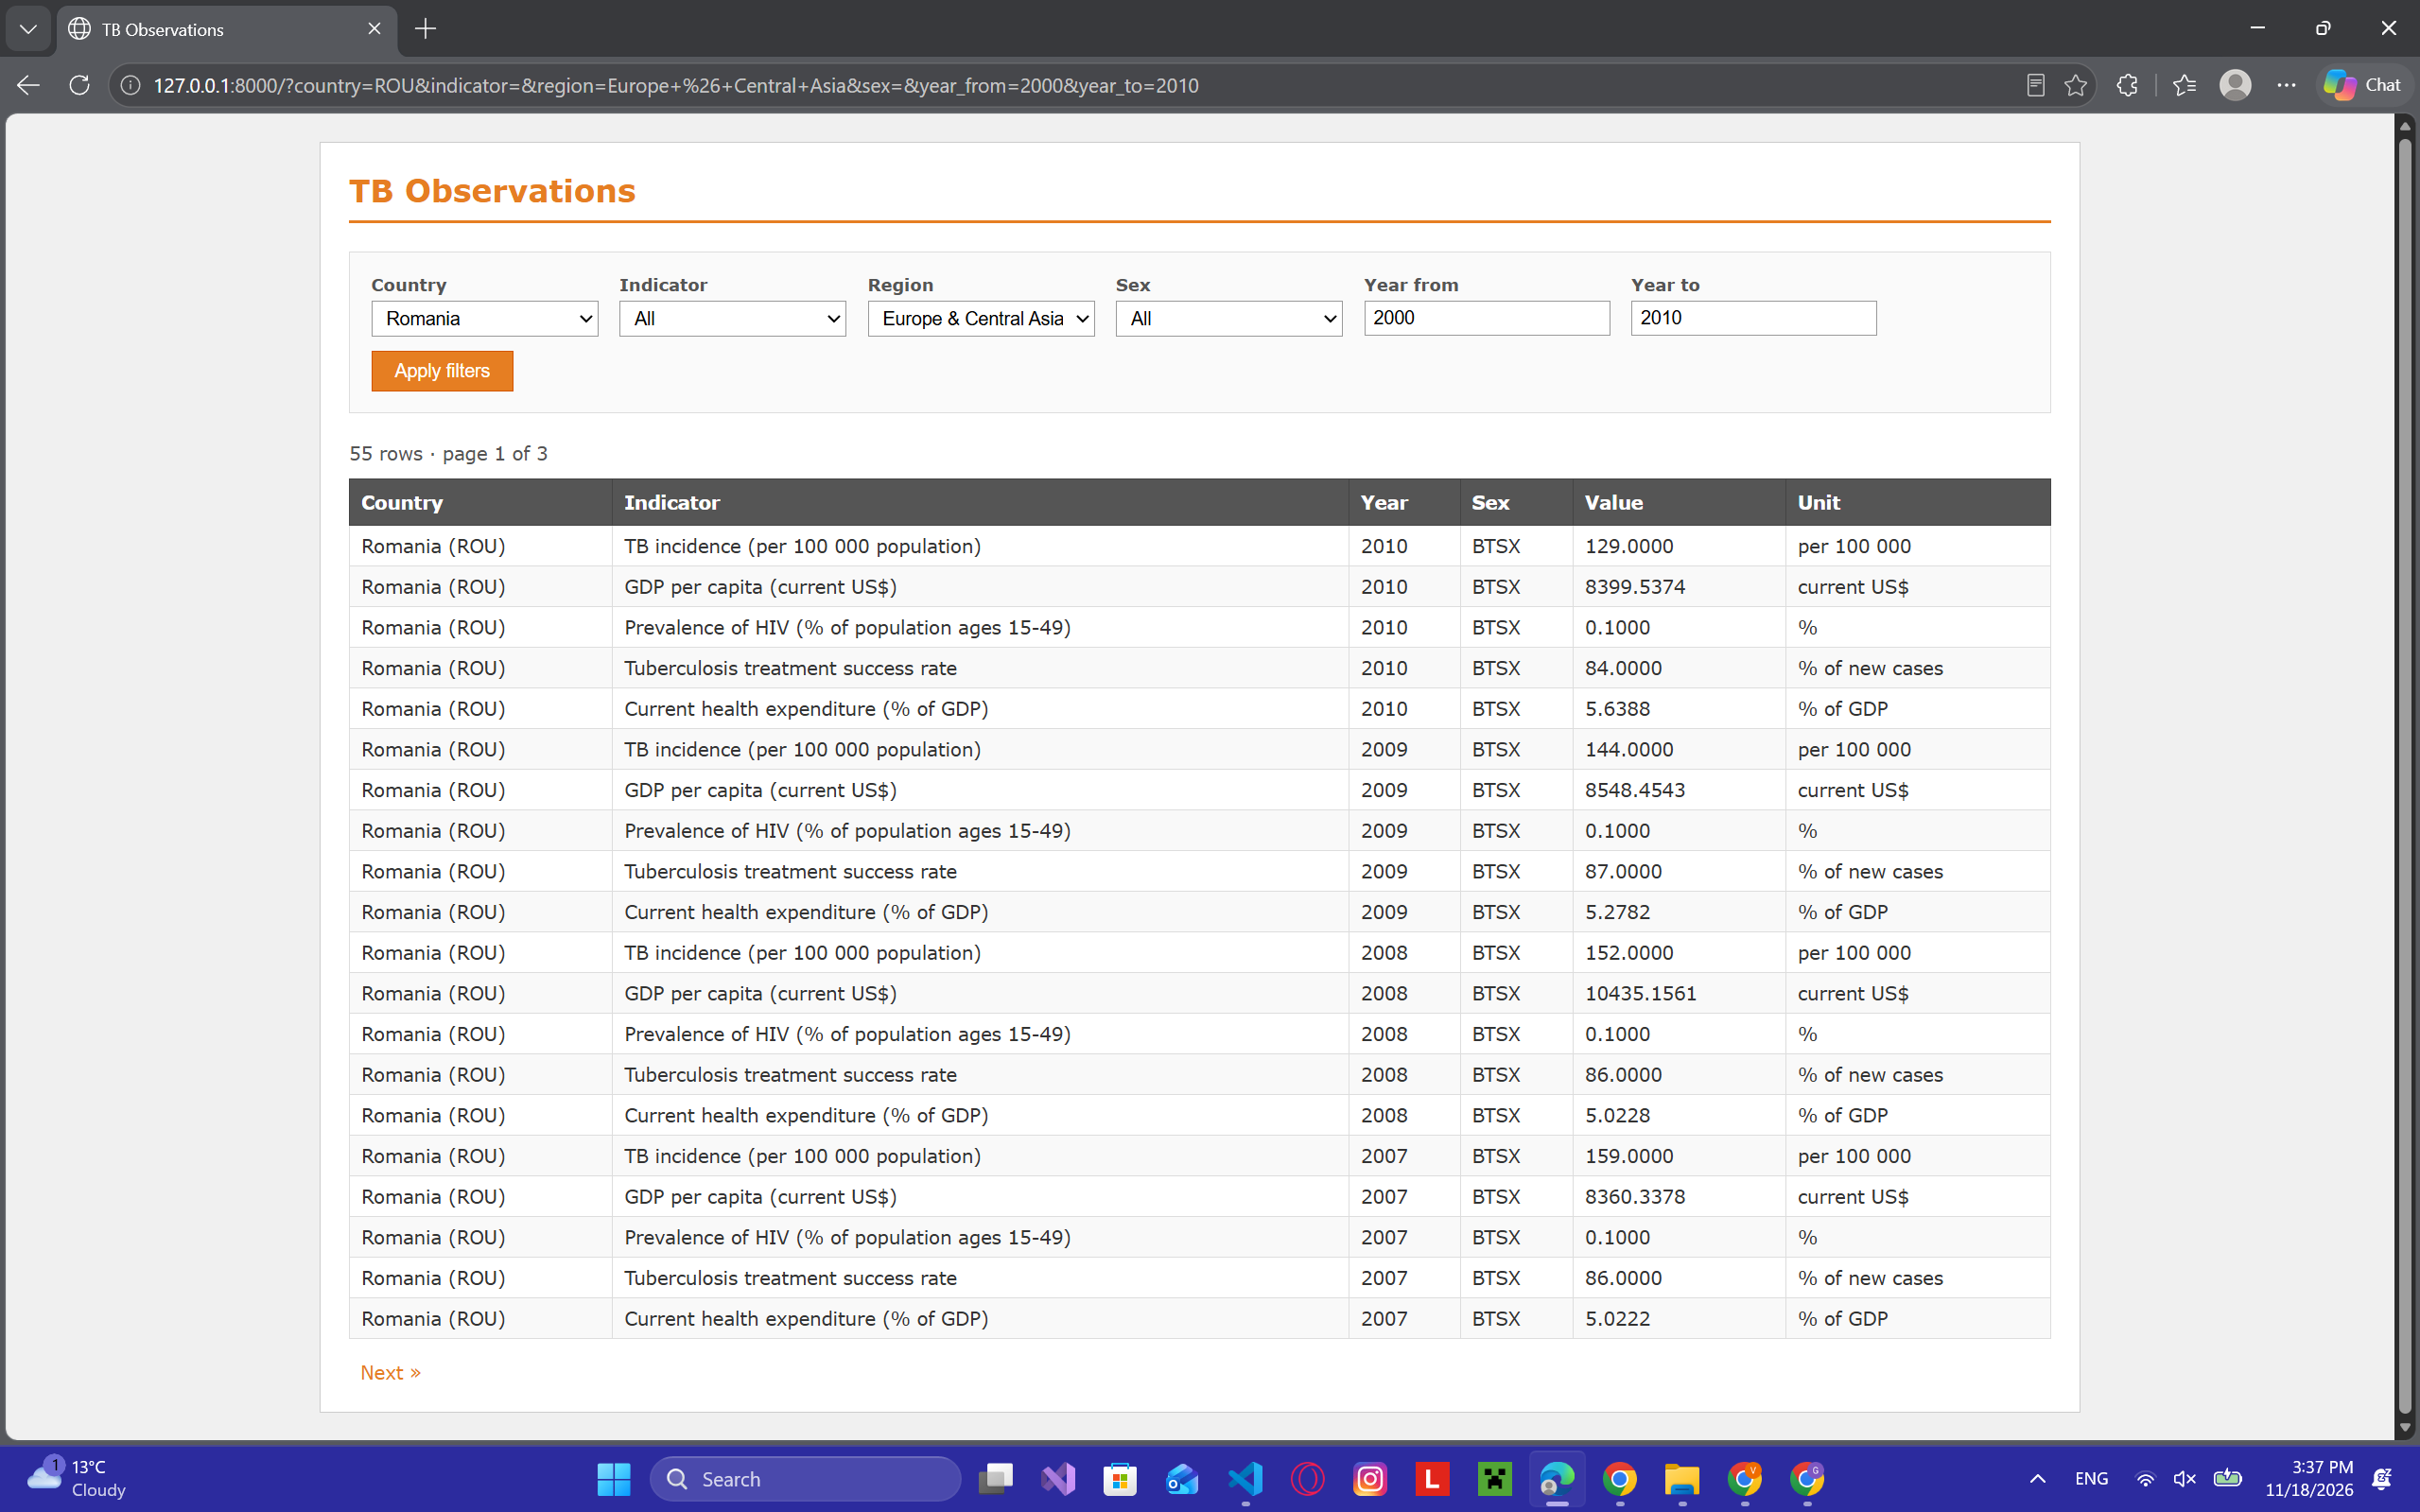 TB Observations
127.0.0.1:8000/?country=ROU&indicator=&region=Europe+%26+Central+Asia&sex=&year_from=2000&year_to=2010
Chat
TB Observations
Country Indicator Region Sex Year from Year to
Romania All Europe & Central Asia All 2000 2010
Apply filters
55 rows · page 1 of 3
Country Indicator Year Sex Value Unit
Romania (ROU) TB incidence (per 100 000 population) 2010 BTSX 129.0000 per 100 000
Romania (ROU) GDP per capita (current US$) 2010 BTSX 8399.5374 current US$
Romania (ROU) Prevalence of HIV (% of population ages 15-49) 2010 BTSX 0.1000 %
Romania (ROU) Tuberculosis treatment success rate 2010 BTSX 84.0000 % of new cases
Romania (ROU) Current health expenditure (% of GDP) 2010 BTSX 5.6388 % of GDP
Romania (ROU) TB incidence (per 100 000 population) 2009 BTSX 144.0000 per 100 000
Romania (ROU) GDP per capita (current US$) 2009 BTSX 8548.4543 current US$
Romania (ROU) Prevalence of HIV (% of population ages 15-49) 2009 BTSX 0.1000 %
Romania (ROU) Tuberculosis treatment success rate 2009 BTSX 87.0000 % of new cases
Romania (ROU) Current health expenditure (% of GDP) 2009 BTSX 5.2782 % of GDP
Romania (ROU) TB incidence (per 100 000 population) 2008 BTSX 152.0000 per 100 000
Romania (ROU) GDP per capita (current US$) 2008 BTSX 10435.1561 current US$
Romania (ROU) Prevalence of HIV (% of population ages 15-49) 2008 BTSX 0.1000 %
Romania (ROU) Tuberculosis treatment success rate 2008 BTSX 86.0000 % of new cases
Romania (ROU) Current health expenditure (% of GDP) 2008 BTSX 5.0228 % of GDP
Romania (ROU) TB incidence (per 100 000 population) 2007 BTSX 159.0000 per 100 000
Romania (ROU) GDP per capita (current US$) 2007 BTSX 8360.3378 current US$
Romania (ROU) Prevalence of HIV (% of population ages 15-49) 2007 BTSX 0.1000 %
Romania (ROU) Tuberculosis treatment success rate 2007 BTSX 86.0000 % of new cases
Romania (ROU) Current health expenditure (% of GDP) 2007 BTSX 5.0222 % of GDP
Next »
1 13°C
Cloudy
Search
L
V
G
ENG
3:37 PM
11/18/2026